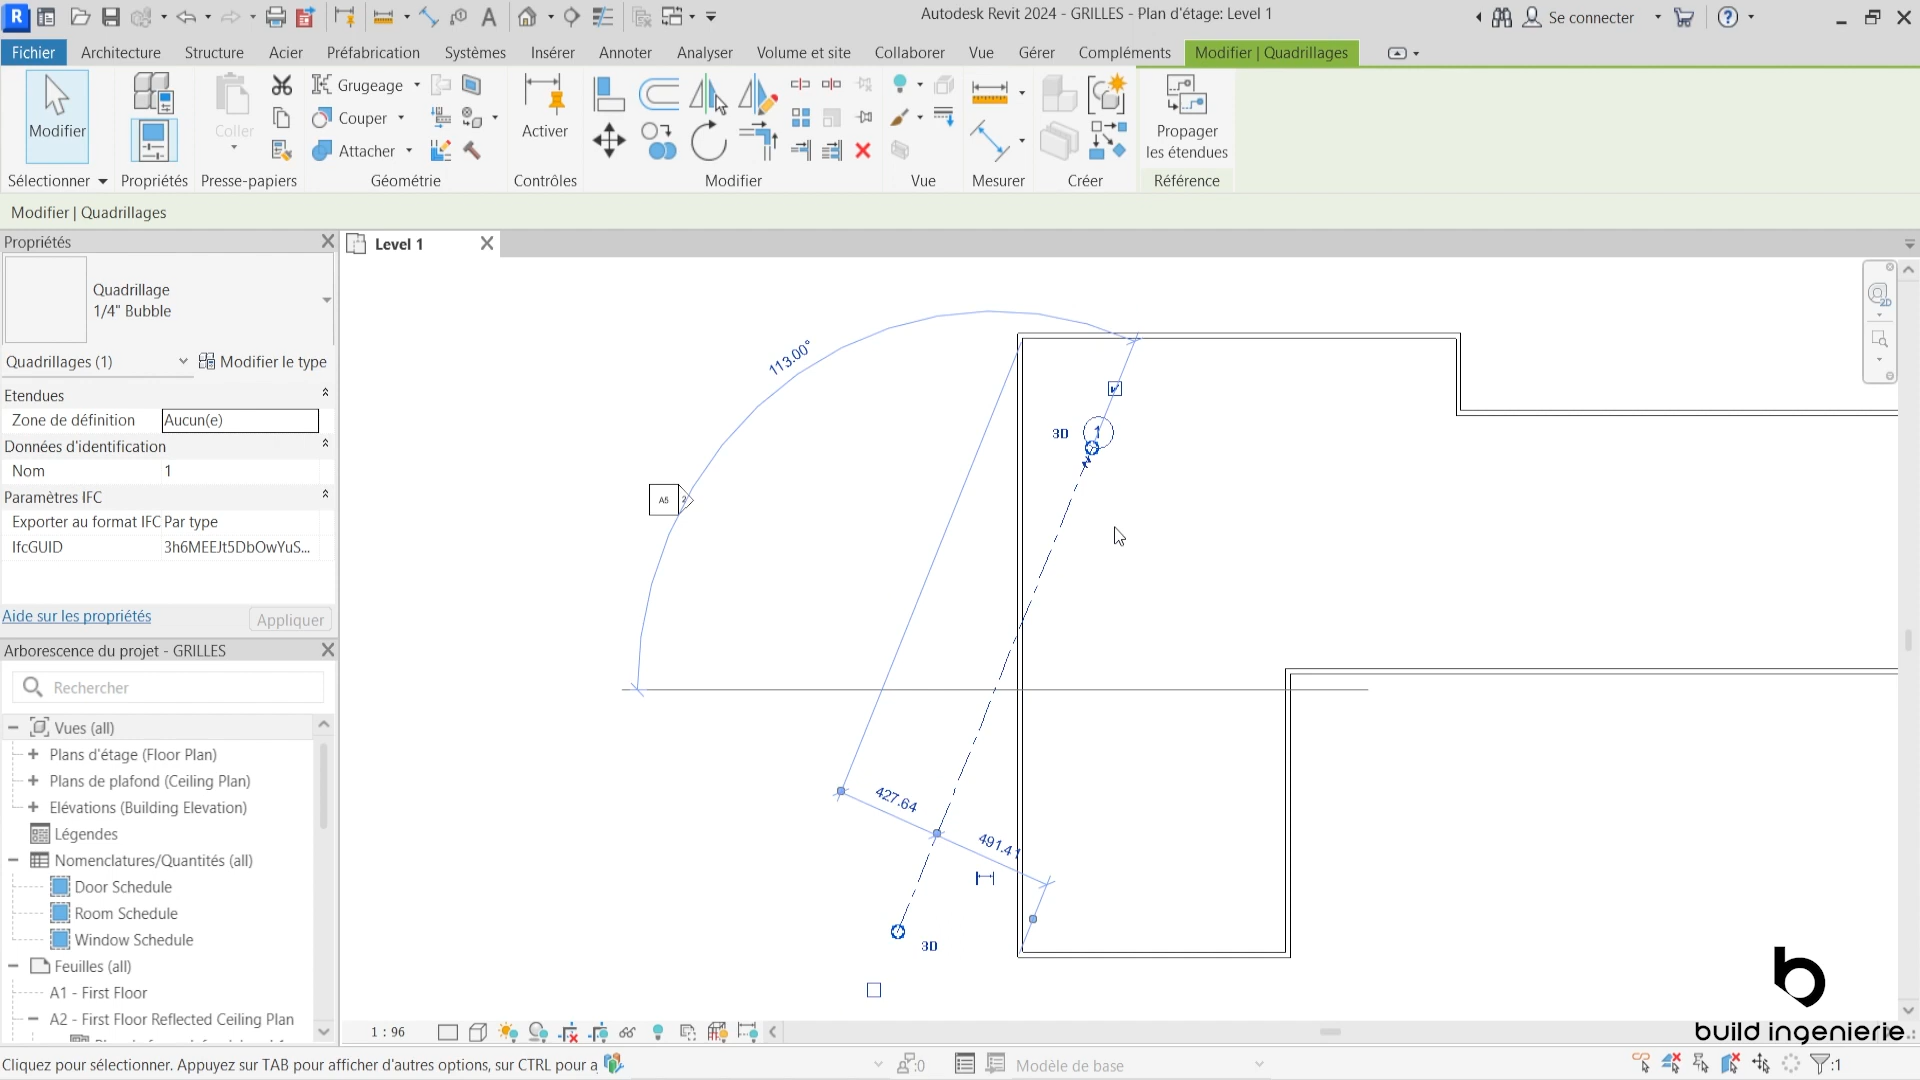 R
Autodesk Revit 2024 - GRILLES - Plan d'étage: Level 1
Se connecter
Fichier Architecture Structure Acier Préfabrication Systèmes Insérer Annoter Analyser Volume et site Collaborer Vue Gérer Compléments Modifier | Quadrillages
Modifier
Coller
Grugeage
Couper
Attacher
Activer
Propager
les étendues
Sélectionner Propriétés Presse-papiers Géométrie Contrôles Modifier Vue Mesurer Créer Référence
Modifier | Quadrillages
Propriétés
Level 1
Quadrillage
1/4" Bubble
Quadrillages (1)
Modifier le type
Etendues
Zone de définition Aucun(e)
Données d'identification
Nom 1
Paramètres IFC
Exporter au format IFC Par type
IfcGUID 3h6MEEJt5DbOwYuS...
Aide sur les propriétés
Appliquer
Arborescence du projet - GRILLES
Rechercher
Vues (all)
Plans d'étage (Floor Plan)
Plans de plafond (Ceiling Plan)
Elévations (Building Elevation)
Légendes
Nomenclatures/Quantités (all)
Door Schedule
Room Schedule
Window Schedule
Feuilles (all)
A1 - First Floor
A2 - First Floor Reflected Ceiling Plan
113.00°
3D
1
A5
2
427.64
491.41
3D
2D
1 : 96
build ingenierie.
Cliquez pour sélectionner. Appuyez sur TAB pour afficher d'autres options, sur CTRL pour a
:0
Modèle de base
:1